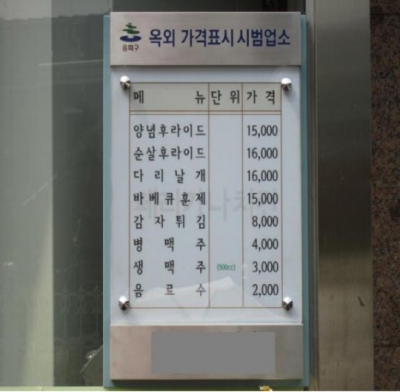 송파구
옥외 가격표시 시범업소
메 뉴 단위 가 격
양념후라이드 15,000
순살후라이드 16,000
다 리 날 개 16,000
바베큐훈제 15,000
감 자 튀 김 8,000
병 맥 주 4,000
생 맥 주 (500cc) 3,000
음 료 수 2,000